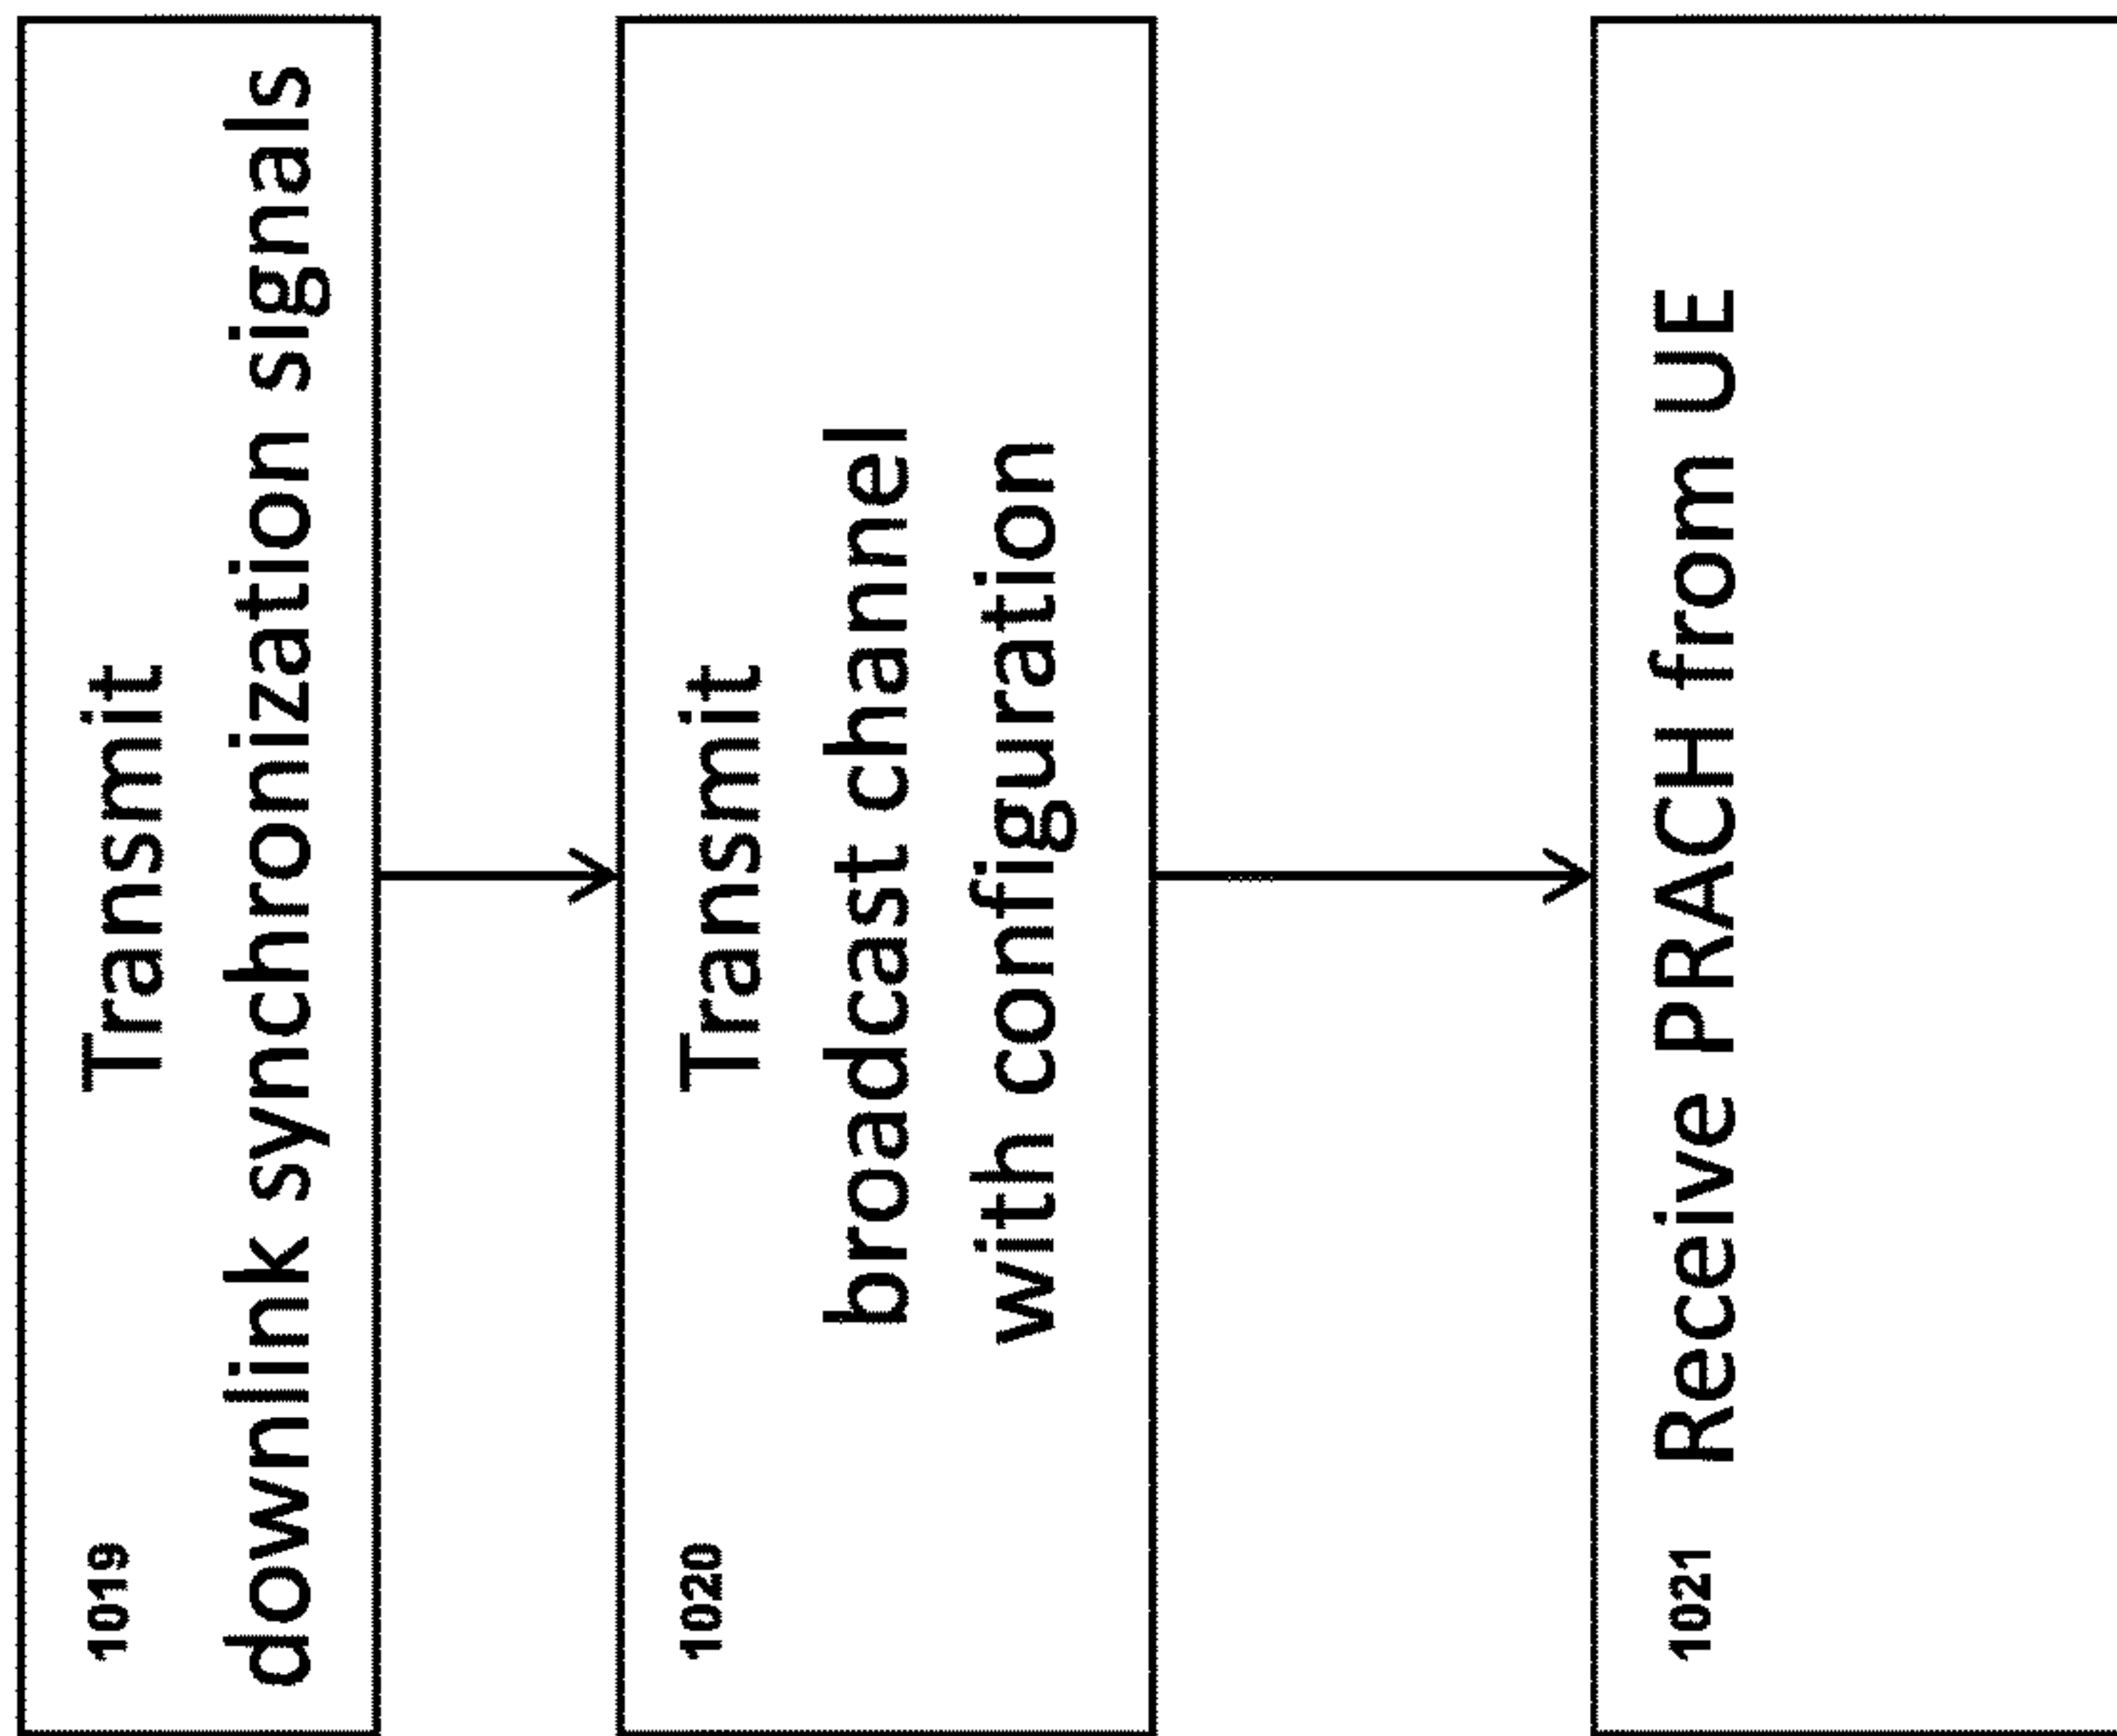 1019 Transmit
downlink synchronization signals
1020 Transmit
broadcast channel
with configuration
1021 Receive PRACH from UE